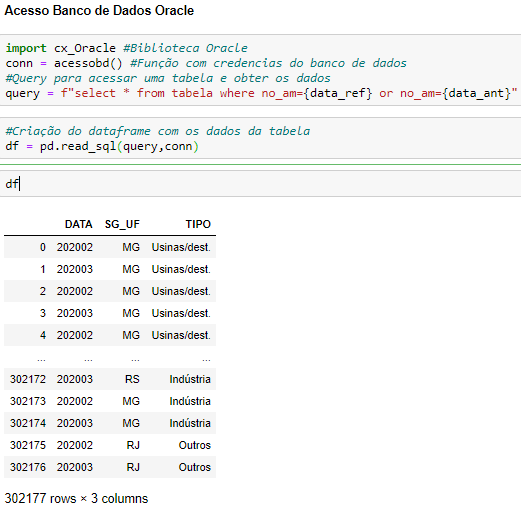 Acesso Banco de Dados Oracle
import cx_Oracle #Biblioteca Oracle
conn = acessobd() #Função com credencias do banco de dados
#Query para acessar uma tabela e obter os dados
query = f"select * from tabela where no_am={data_ref} or no_am={data_ant}"
#Criação do dataframe com os dados da tabela
df = pd.read_sql(query,conn)
df
DATA SG_UF TIPO
0 202002 MG Usinas/dest.
1 202003 MG Usinas/dest.
2 202002 MG Usinas/dest.
3 202003 MG Usinas/dest.
4 202002 MG Usinas/dest.
... ... ... ...
302172 202003 RS Indústria
302173 202002 MG Indústria
302174 202003 MG Indústria
302175 202002 RJ Outros
302176 202003 RJ Outros
302177 rows × 3 columns